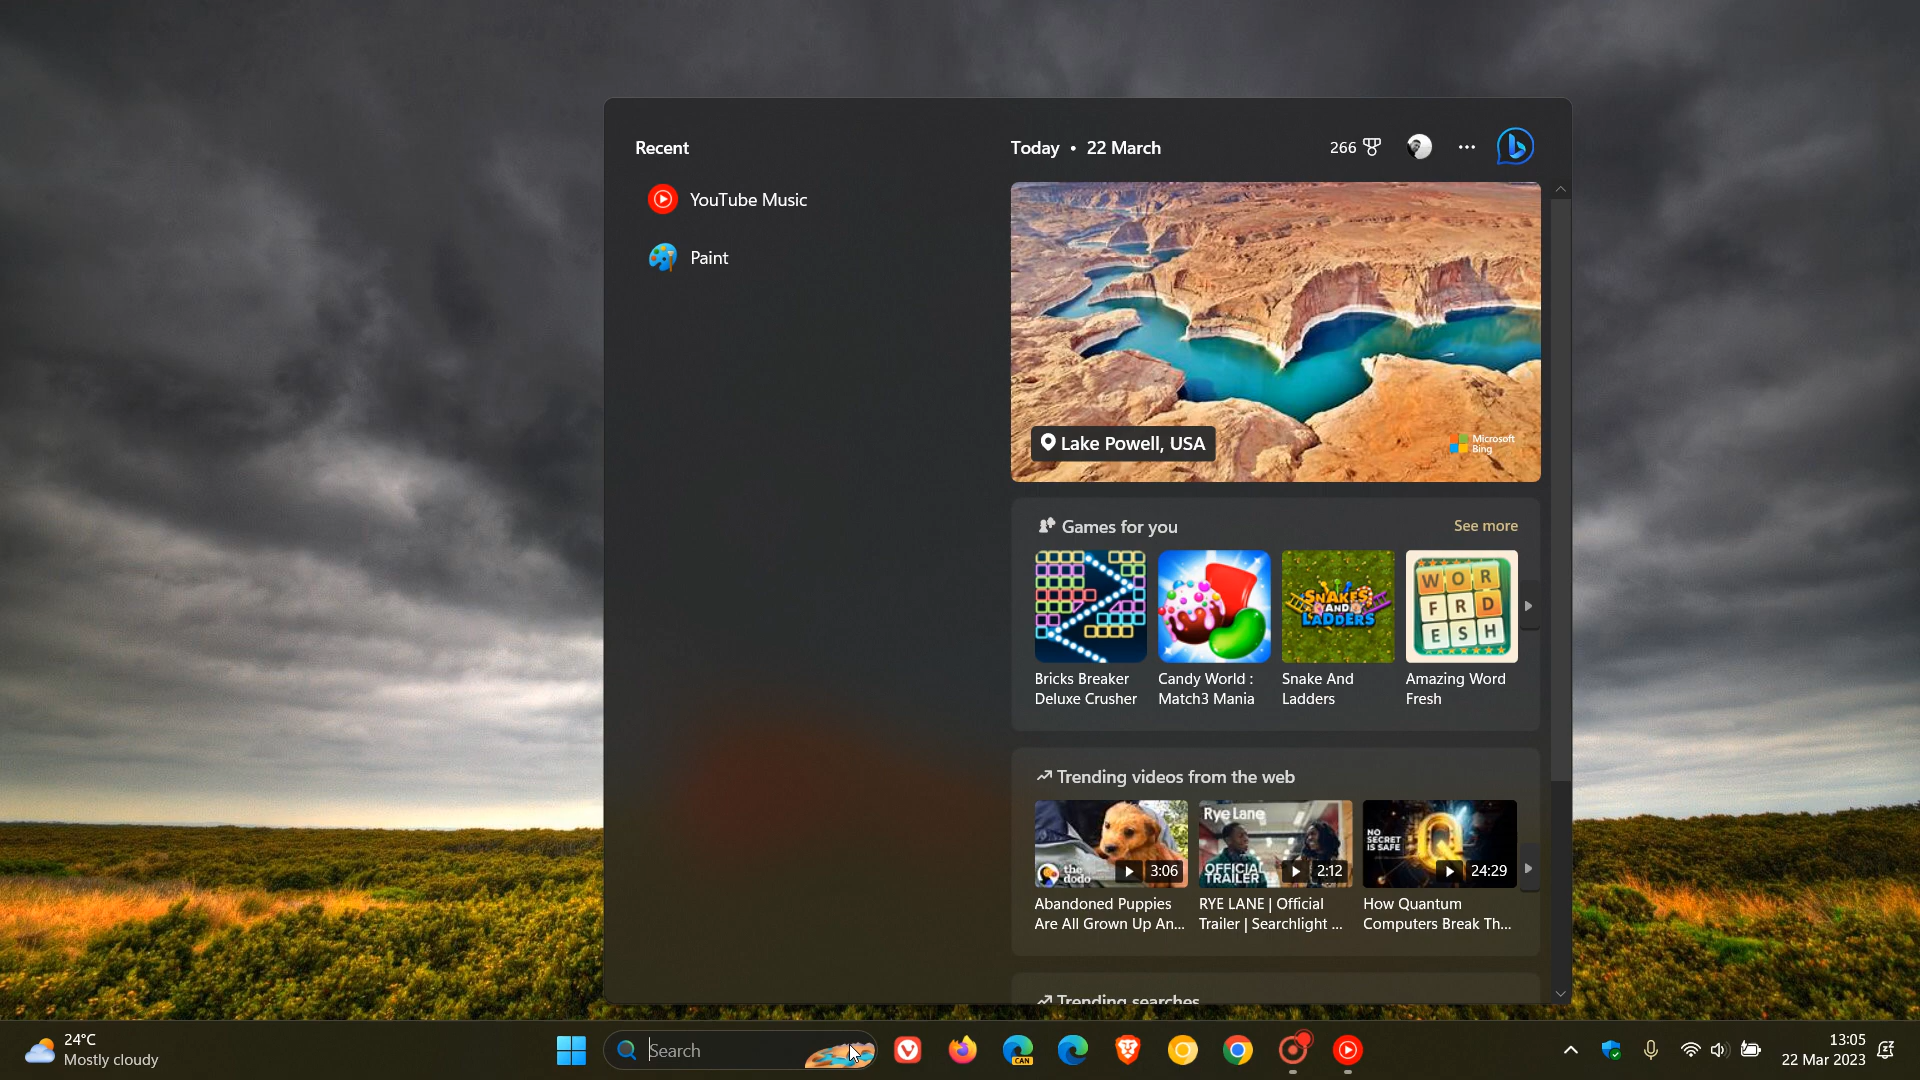 Recent
YouTube Music
Paint
Today • 22 March
266
Lake Powell, USA
Microsoft
Bing
Games for you
See more
SNAKES
AND
LADDERS
WOR
FRD
ESH
Bricks Breaker
Deluxe Crusher
Candy World :
Match3 Mania
Snake And
Ladders
Amazing Word
Fresh
Trending videos from the web
the
dodo
3:06
Rye Lane
OFFICIAL
TRAILER
2:12
NO
SECRET
IS SAFE
Q
24:29
Abandoned Puppies
Are All Grown Up An...
RYE LANE | Official
Trailer | Searchlight ...
How Quantum
Computers Break Th...
Trending searches
24°C
Mostly cloudy
Search
CAN
13:05
22 Mar 2023